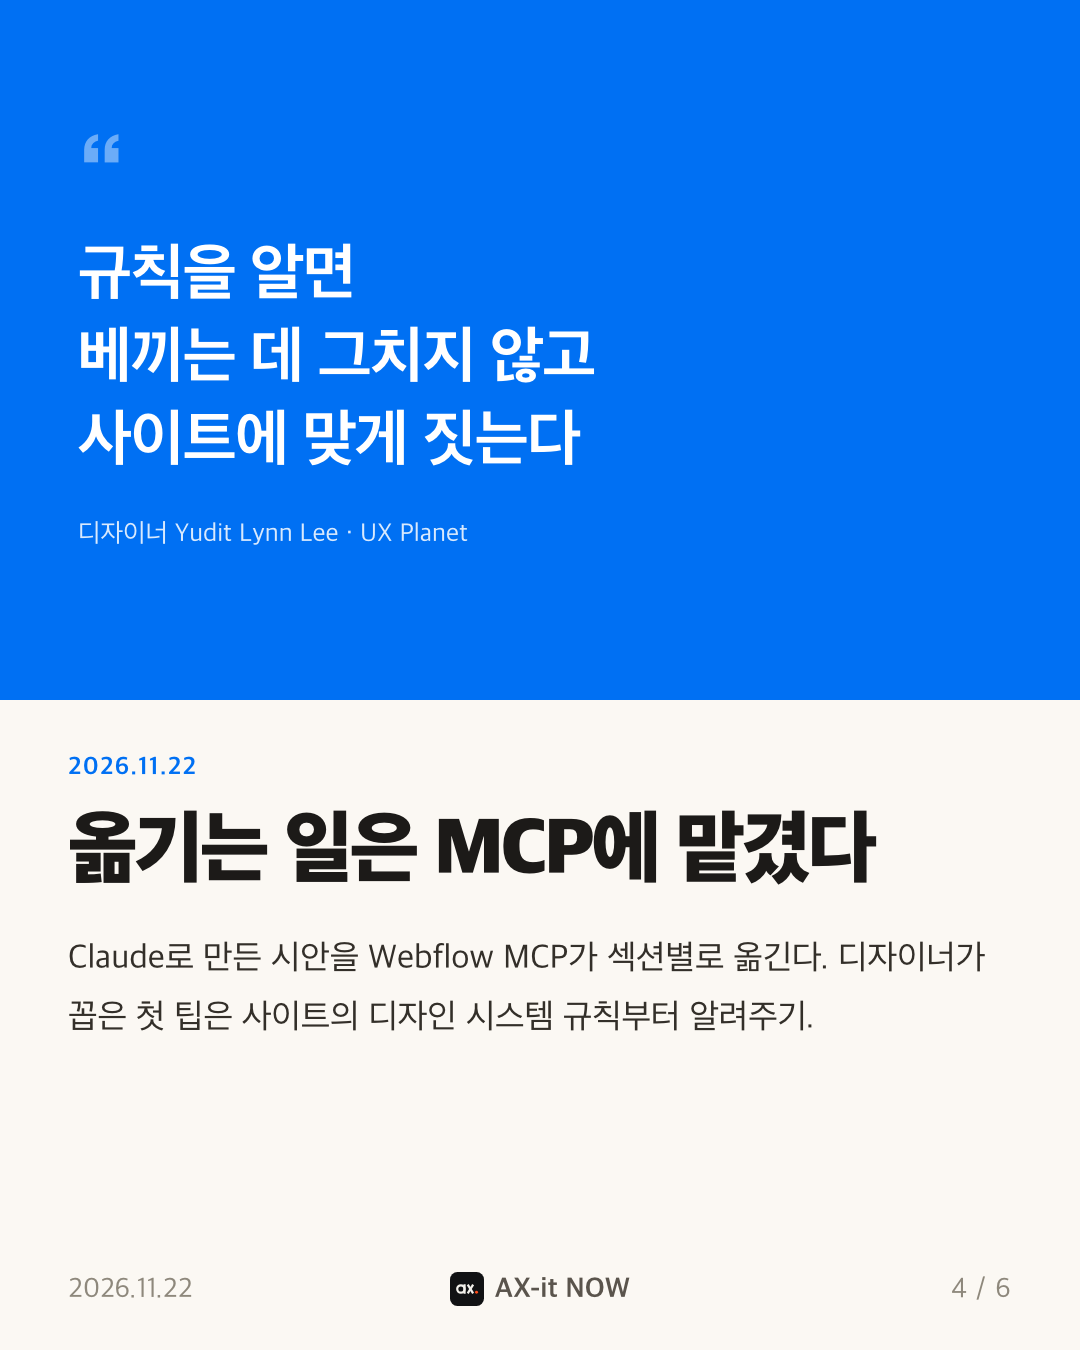 “
규칙을 알면
베끼는 데 그치지 않고
사이트에 맞게 짓는다
디자이너 Yudit Lynn Lee · UX Planet
2026.11.22
옮기는 일은 MCP에 맡겼다
Claude로 만든 시안을 Webflow MCP가 섹션별로 옮긴다. 디자이너가
꼽은 첫 팁은 사이트의 디자인 시스템 규칙부터 알려주기.
2026.11.22
ax. AX-it NOW
4 / 6